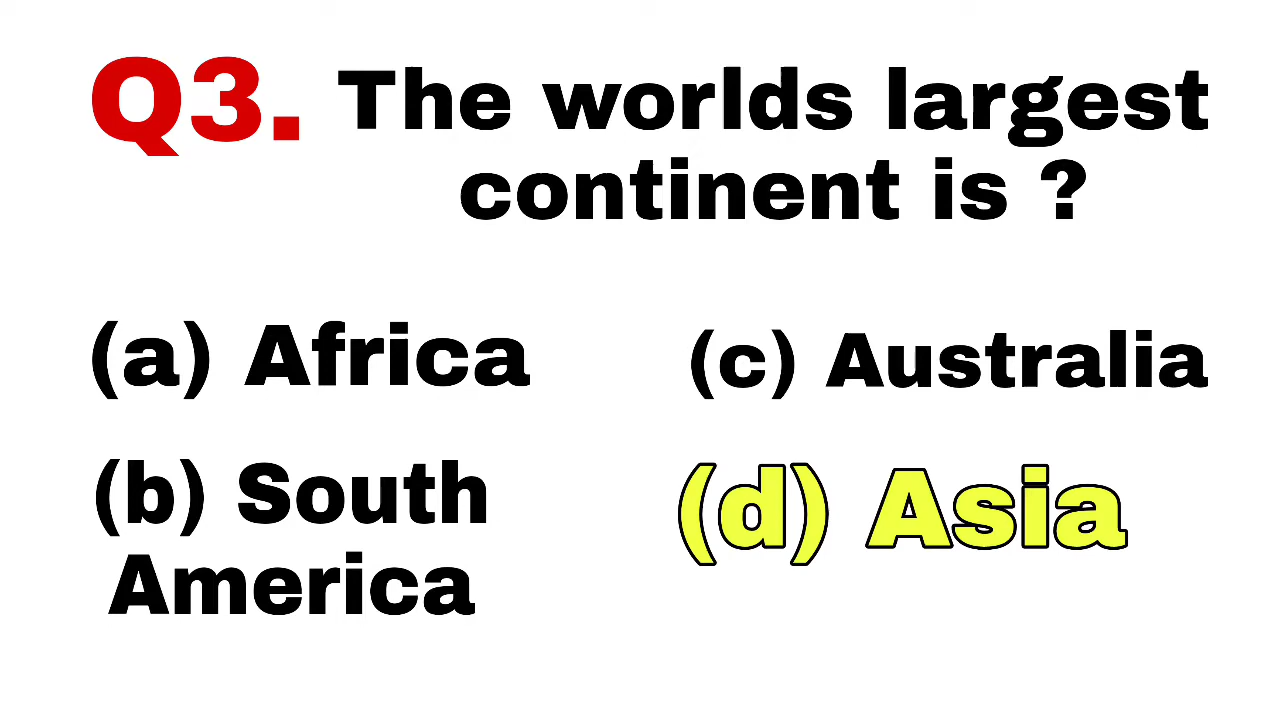 Q3. The worlds largest
continent is ?
(a) Africa
(b) South
America
(c) Australia
(d) Asia